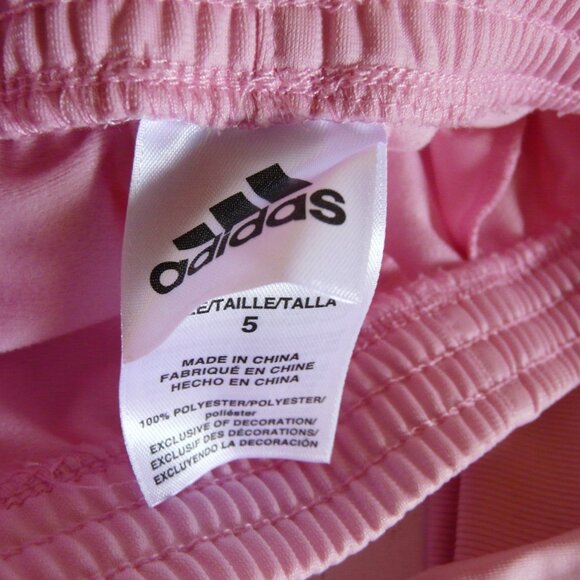 adidas
E/TAILLE/TALLA
5
MADE IN CHINA
FABRIQUÉ EN CHINE
HECHO EN CHINA
100% POLYESTER/POLYESTER/
poliéster
EXCLUSIVE OF DECORATION/
EXCLUSIF DES DÉCORATIONS/
EXCLUYENDO LA DECORACIÓN